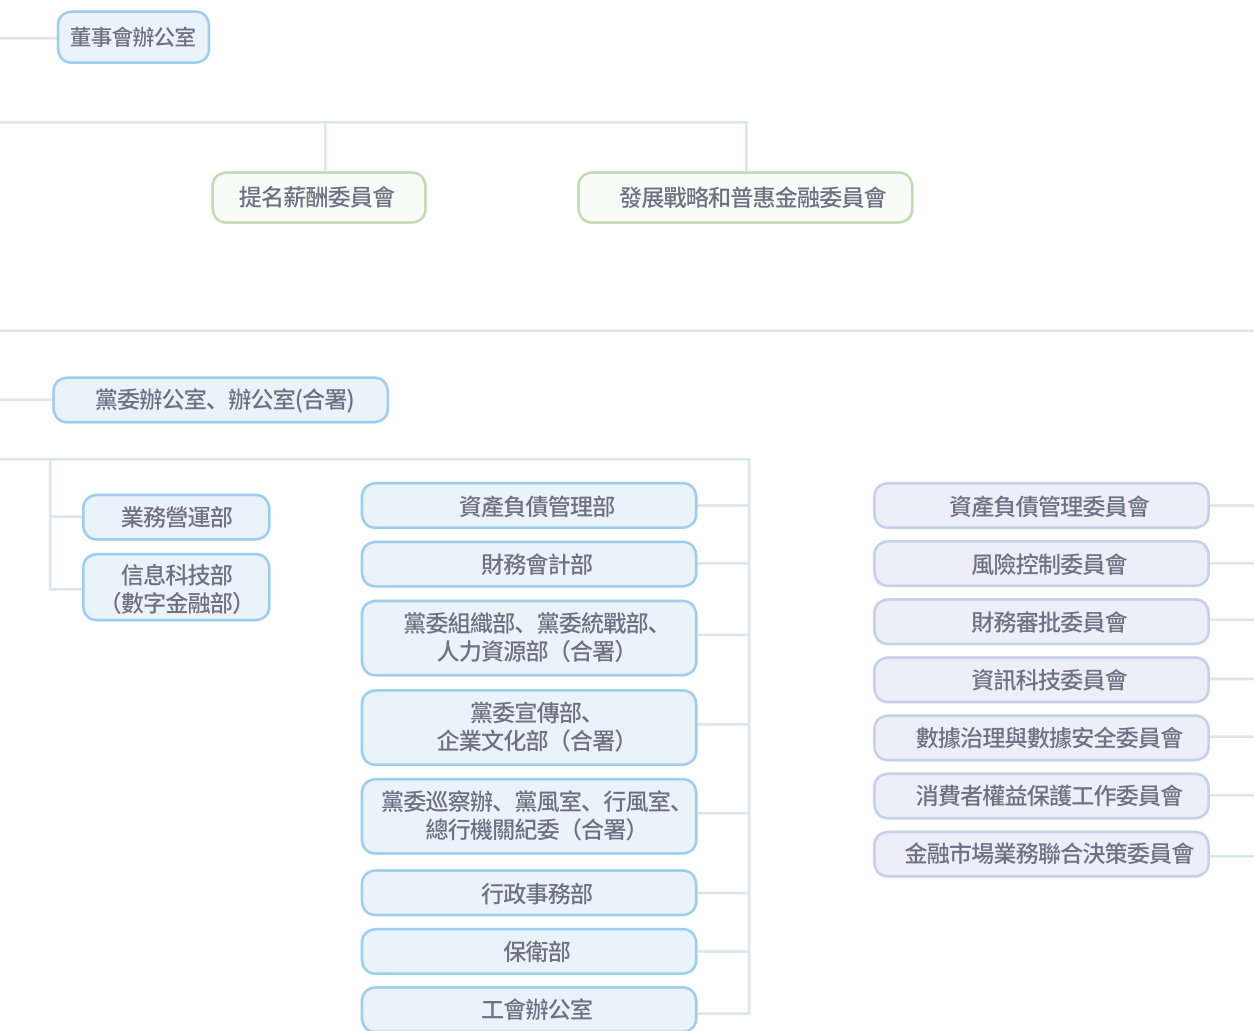 董事會辦公室
提名薪酬委員會
發展戰略和普惠金融委員會
黨委辦公室、辦公室(合署)
業務營運部
信息科技部
（數字金融部）
資產負債管理部
財務會計部
黨委組織部、黨委統戰部、
人力資源部（合署）
黨委宣傳部、
企業文化部（合署）
黨委巡察辦、黨風室、行風室、
總行機關紀委（合署）
行政事務部
保衛部
工會辦公室
資產負債管理委員會
風險控制委員會
財務審批委員會
資訊科技委員會
數據治理與數據安全委員會
消費者權益保護工作委員會
金融市場業務聯合決策委員會